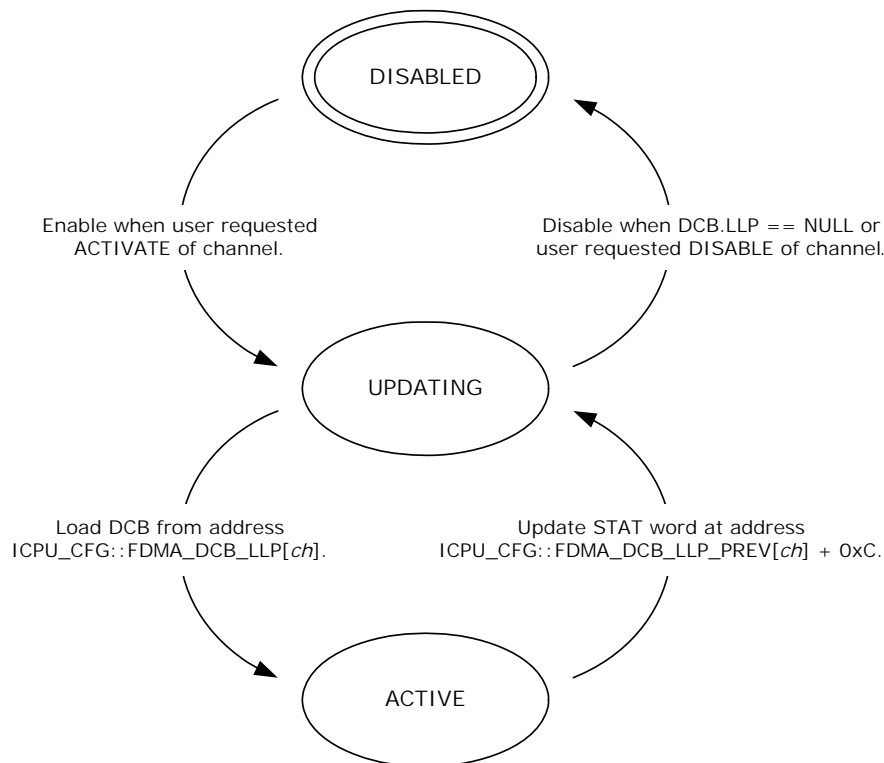 DISABLED
Enable when user requested
ACTIVATE of channel.
Disable when DCB.LLP == NULL or
user requested DISABLE of channel.
UPDATING
Load DCB from address
ICPU_CFG::FDMA_DCB_LLP[ch].
Update STAT word at address
ICPU_CFG::FDMA_DCB_LLP_PREV[ch] + 0xC.
ACTIVE